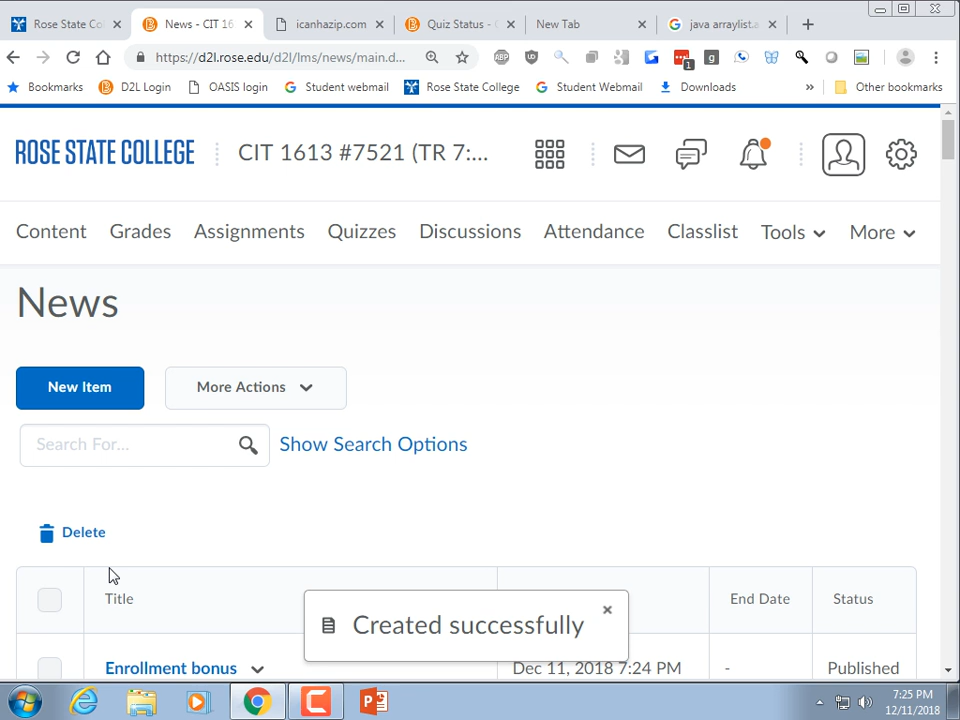 Rose State Co
News - CIT 16
icanhazip.com
Quiz Status - C
New Tab
java arraylist.a
https://d2l.rose.edu/d2l/lms/news/main.d...
ABP
1
g
Bookmarks
D2L Login
OASIS login
Student webmail
Rose State College
Student Webmail
Downloads
»
Other bookmarks
ROSE STATE COLLEGE
CIT 1613 #7521 (TR 7:...
Content
Grades
Assignments
Quizzes
Discussions
Attendance
Classlist
Tools
More
News
New Item
More Actions
Search For...
Show Search Options
Delete
Title
End Date
Status
Created successfully
Enrollment bonus
Dec 11, 2018 7:24 PM
-
Published
7:25 PM
12/11/2018